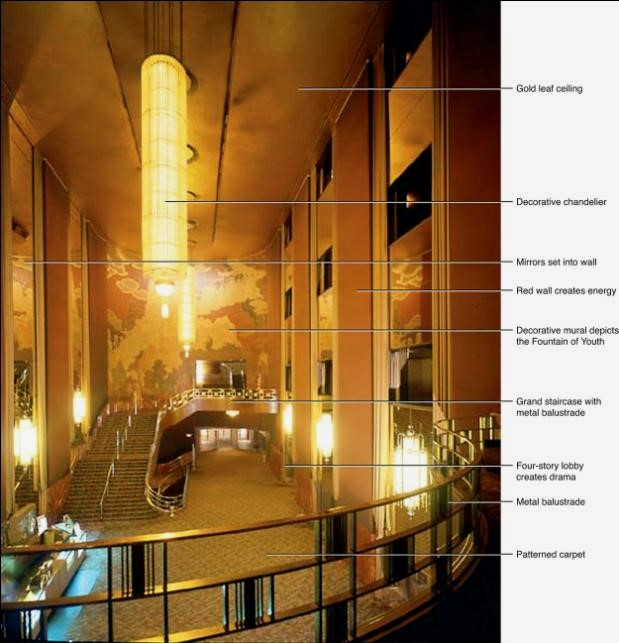 Gold leaf ceiling
Decorative chandelier
Mirrors set into wall
Red wall creates energy
Decorative mural depicts
the Fountain of Youth
Grand staircase with
metal balustrade
Four-story lobby
creates drama
Metal balustrade
Patterned carpet